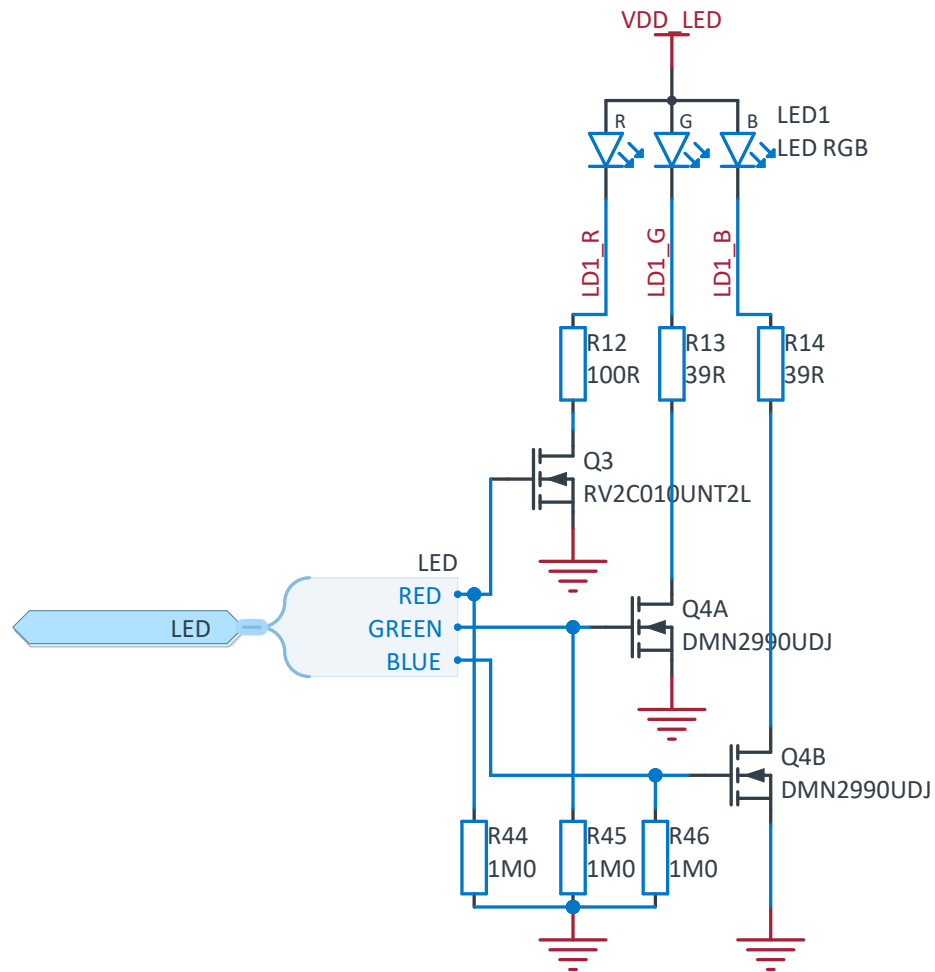 VDD_LED
R
G
B
LED1
LED RGB
LD1_R
LD1_G
LD1_B
R12
100R
R13
39R
R14
39R
Q3
RV2C010UNT2L
LED
RED
GREEN
BLUE
LED
Q4A
DMN2990UDJ
Q4B
DMN2990UDJ
R44
1M0
R45
1M0
R46
1M0